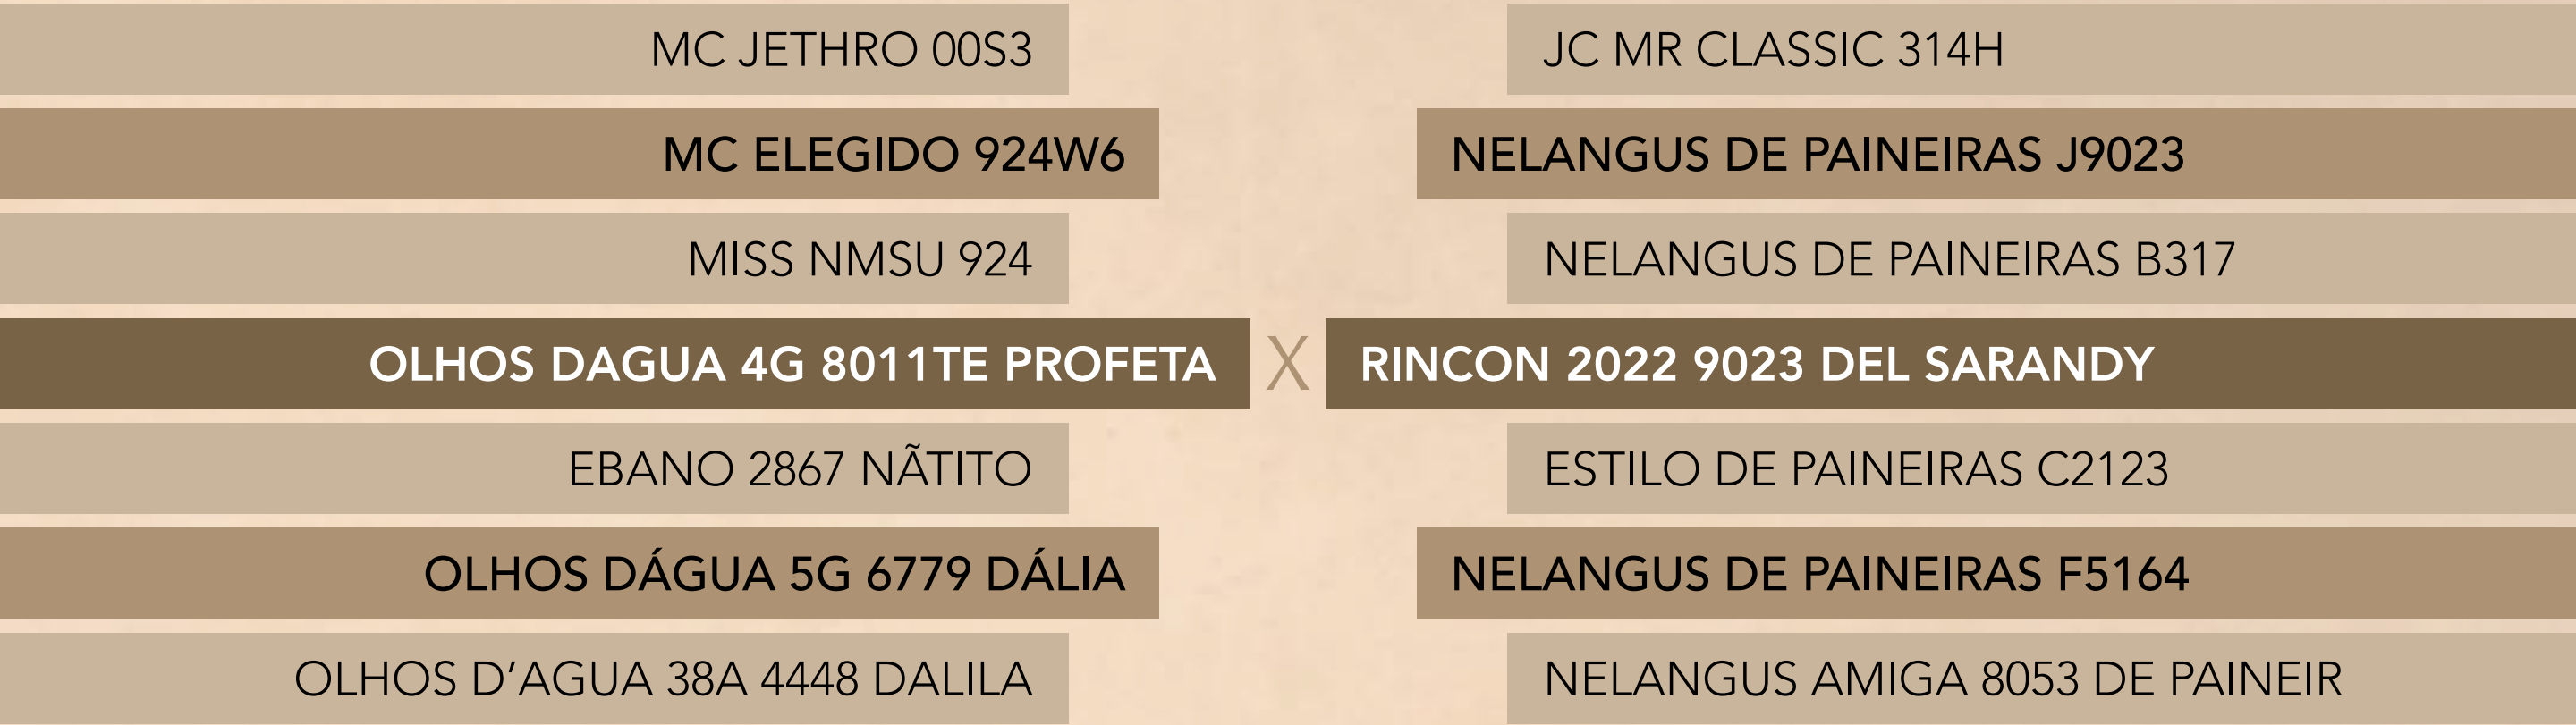 MC JETHRO 00S3
MC ELEGIDO 924W6
MISS NMSU 924
OLHOS DAGUA 4G 8011TE PROFETA
EBANO 2867 NÃTITO
OLHOS DÁGUA 5G 6779 DÁLIA
OLHOS D’AGUA 38A 4448 DALILA
X
JC MR CLASSIC 314H
NELANGUS DE PAINEIRAS J9023
NELANGUS DE PAINEIRAS B317
RINCON 2022 9023 DEL SARANDY
ESTILO DE PAINEIRAS C2123
NELANGUS DE PAINEIRAS F5164
NELANGUS AMIGA 8053 DE PAINEIR